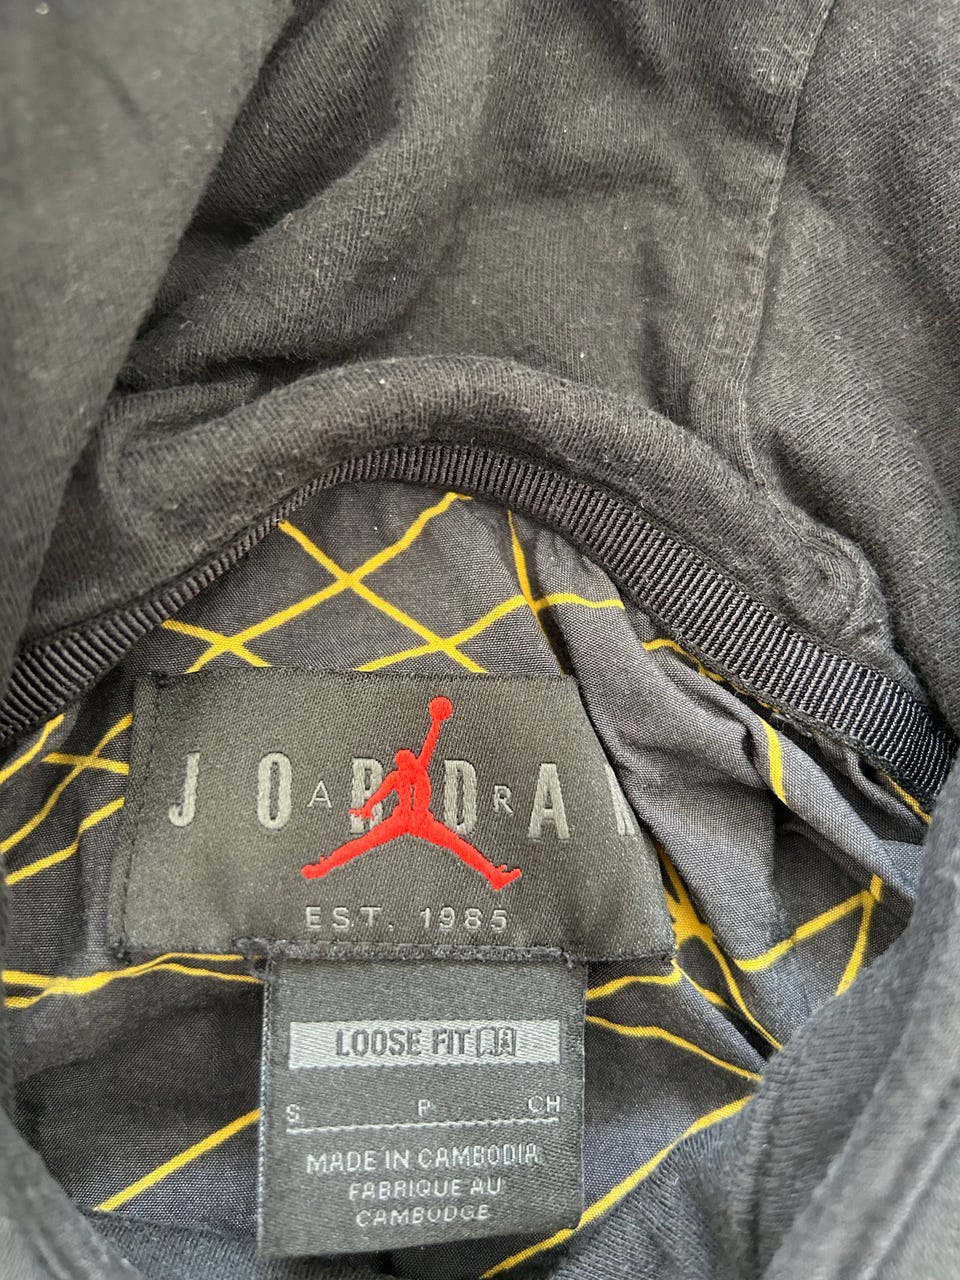 JORDAN
AIR
EST. 1985
LOOSE FIT
S P CH
MADE IN CAMBODIA
FABRIQUE AU
CAMBODGE